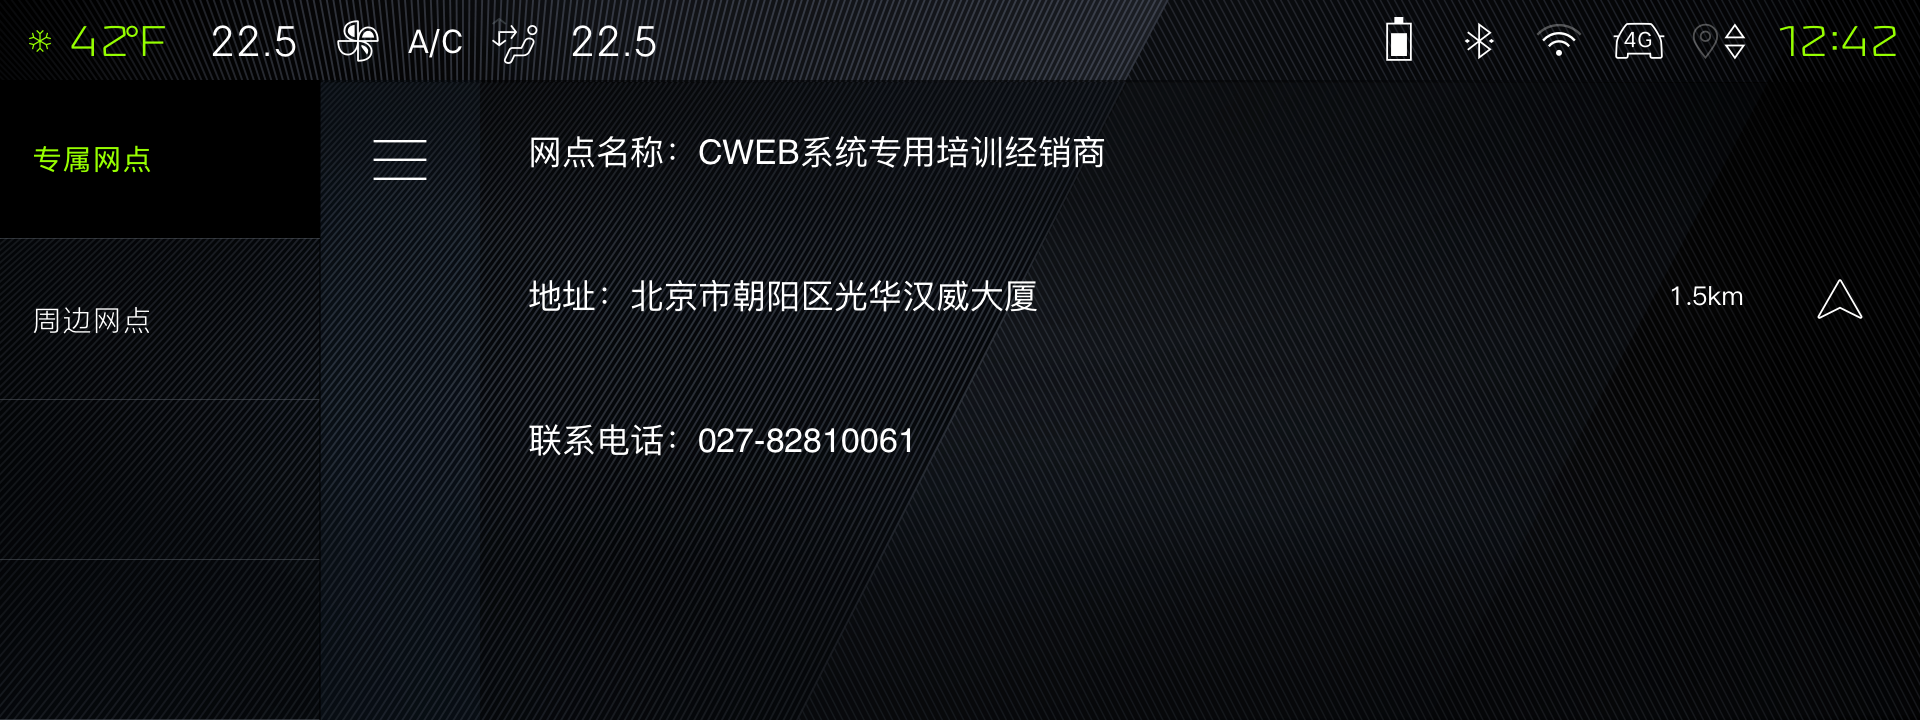 42°F 22.5 A/C 22.5 4G 12:42
专属网点
网点名称：CWEB系统专用培训经销商
地址：北京市朝阳区光华汉威大厦
1.5km
周边网点
联系电话：027-82810061